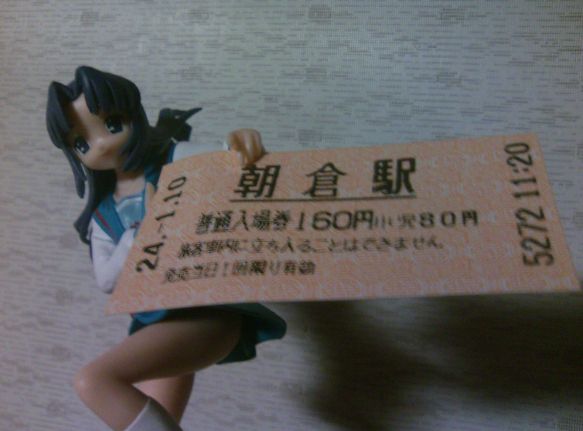 朝倉駅
24.-1.10
普通入場券 160円 小児80円
旅客車内に立ち入ることはできません
発売当日1回限り有効
5272 11:20